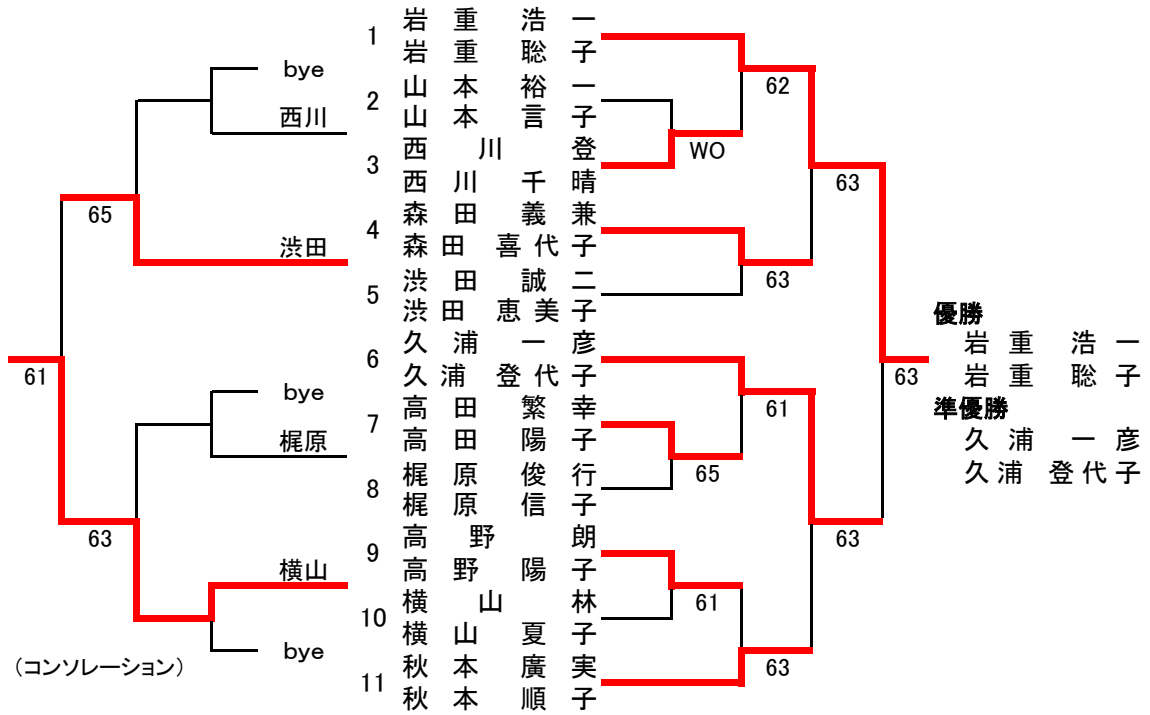 1
岩重 浩一
岩重 聡子
2
山本 裕一
山本 言子
3
西川 登
西川 千晴
4
森田 義兼
森田 喜代子
5
渋田 誠二
渋田 恵美子
6
久浦 一彦
久浦 登代子
7
高田 繁幸
高田 陽子
8
梶原 俊行
梶原 信子
9
高野 朗
高野 陽子
10
横山 林
横山 夏子
11
秋本 廣実
秋本 順子
bye
西川
65
渋田
61
bye
梶原
63
横山
bye
(コンソレーション)
62
WO
63
63
61
65
63
61
63
63
優勝
岩重 浩一
岩重 聡子
準優勝
久浦 一彦
久浦 登代子